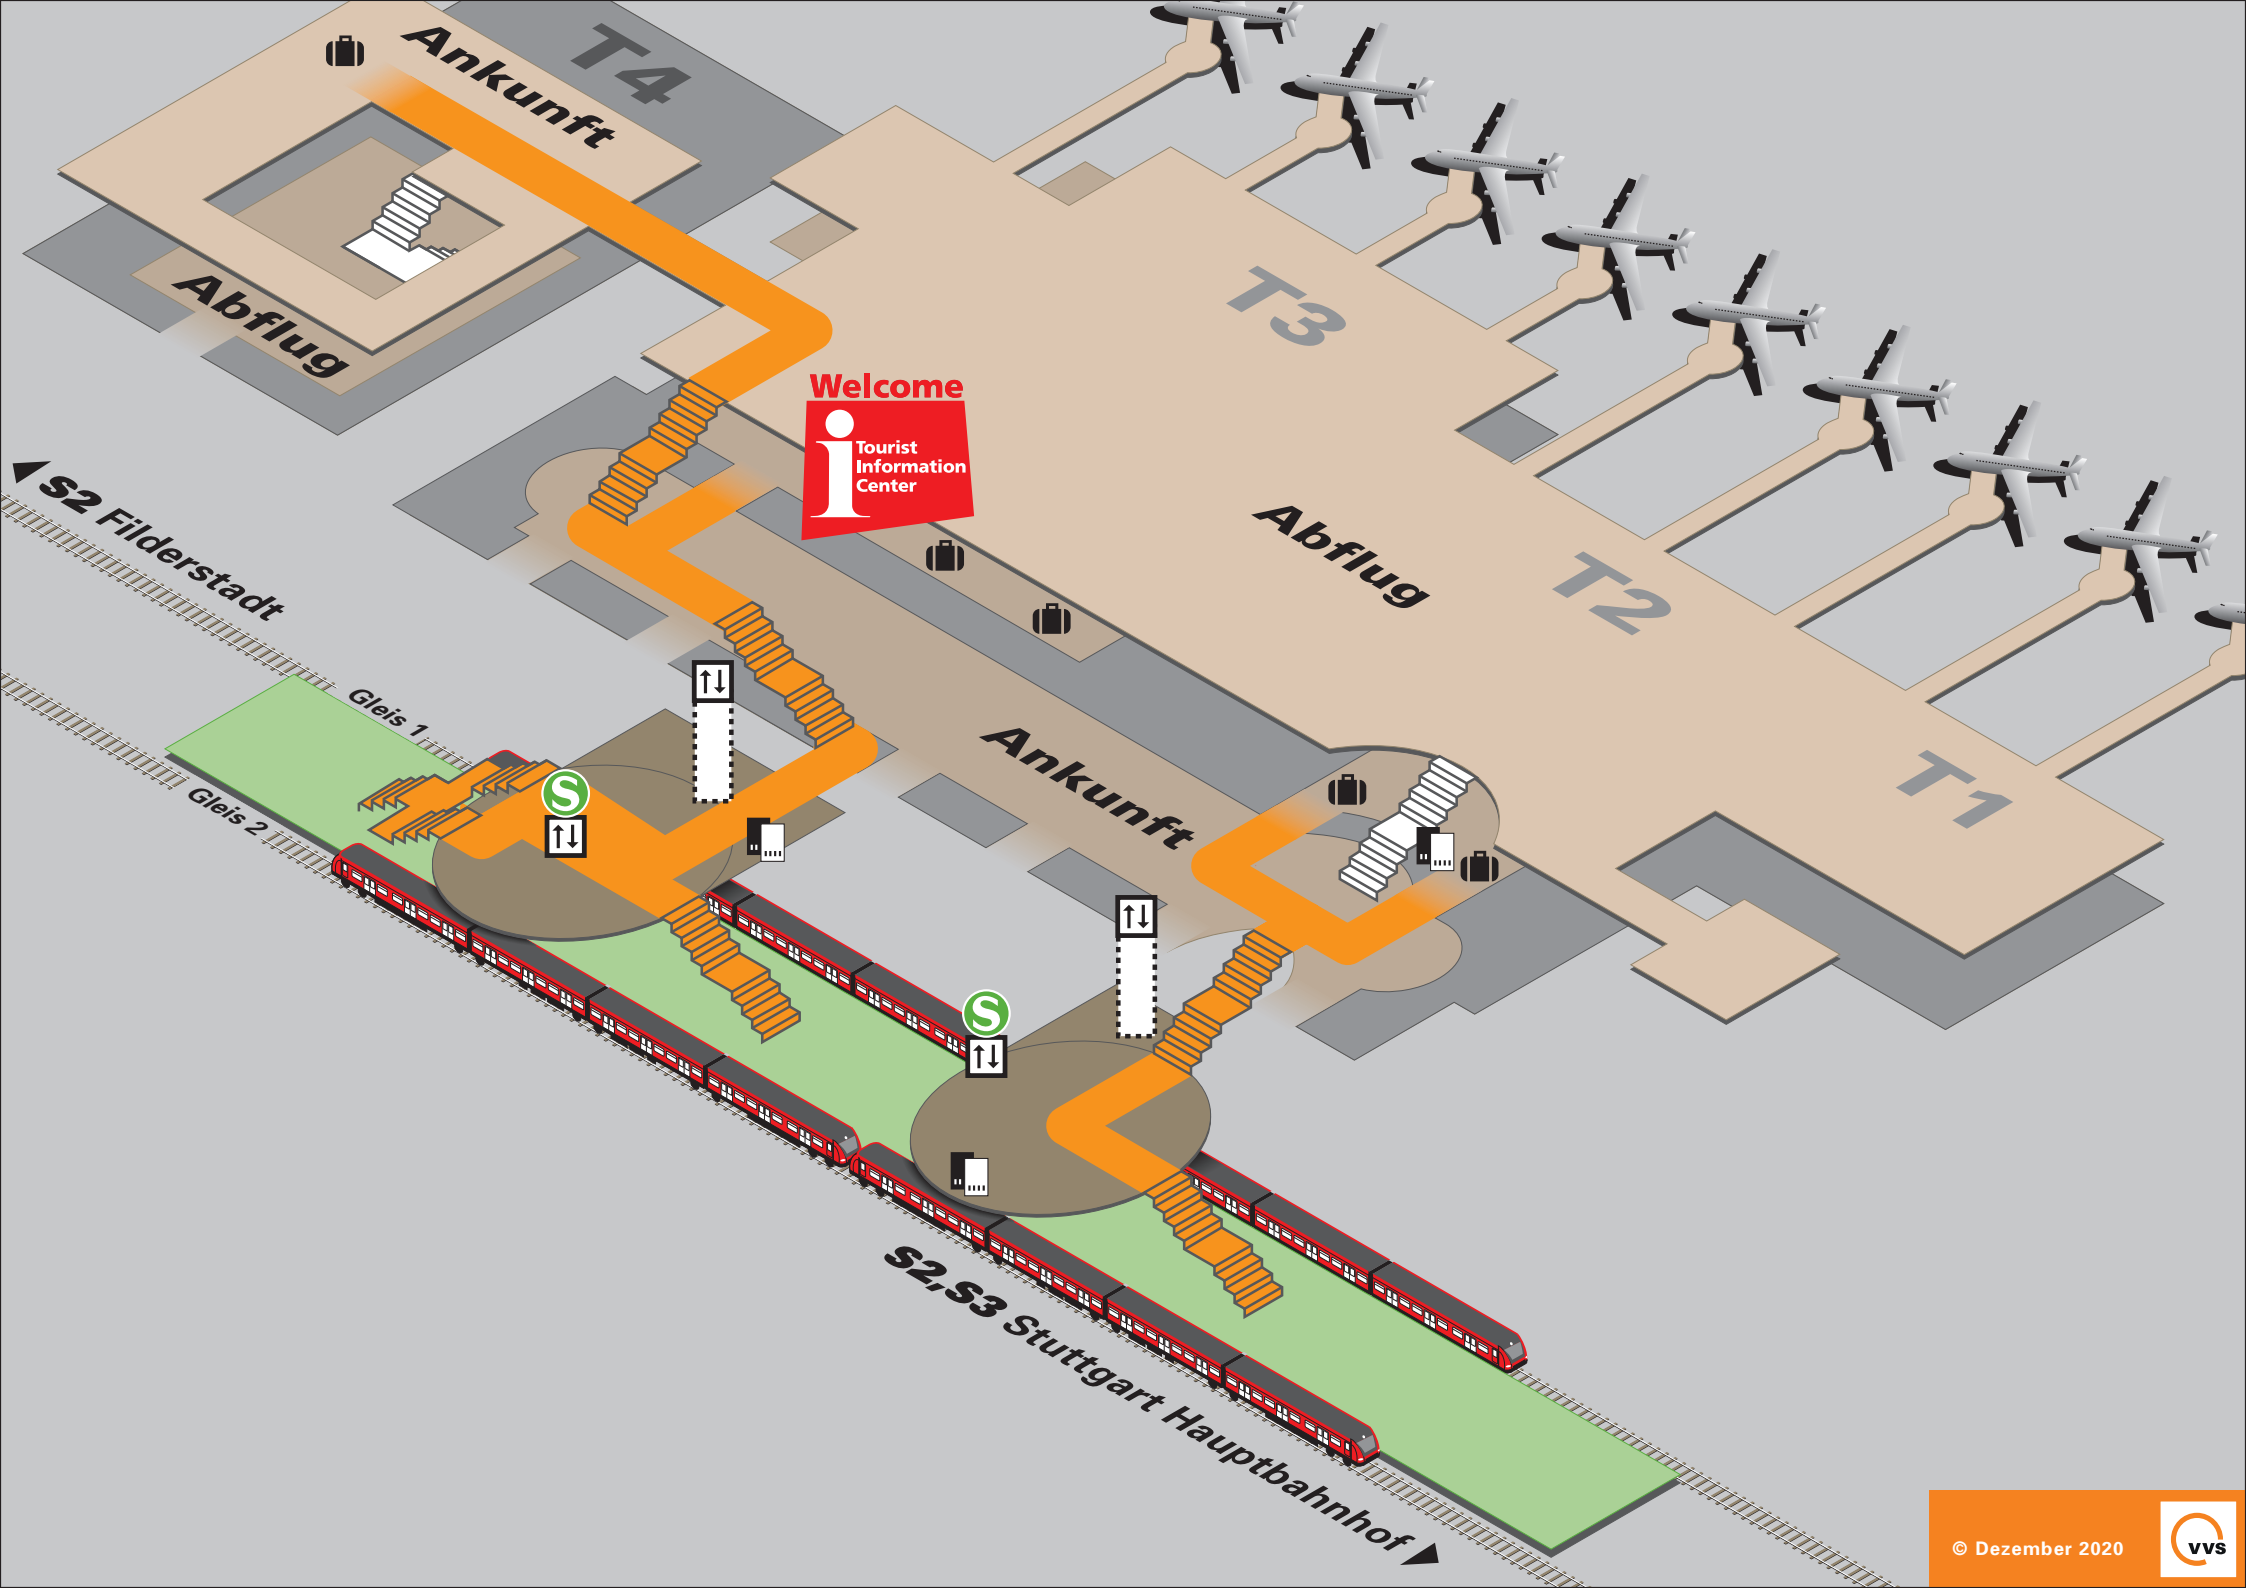 Ankunft
T4
Abflug
T3
Welcome
i
Tourist
Information
Center
S2 Filderstadt
Abflug
T2
Gleis 1
Gleis 2
S
Ankunft
T1
S
S2,S3 Stuttgart Hauptbahnhof
© Dezember 2020
VVS